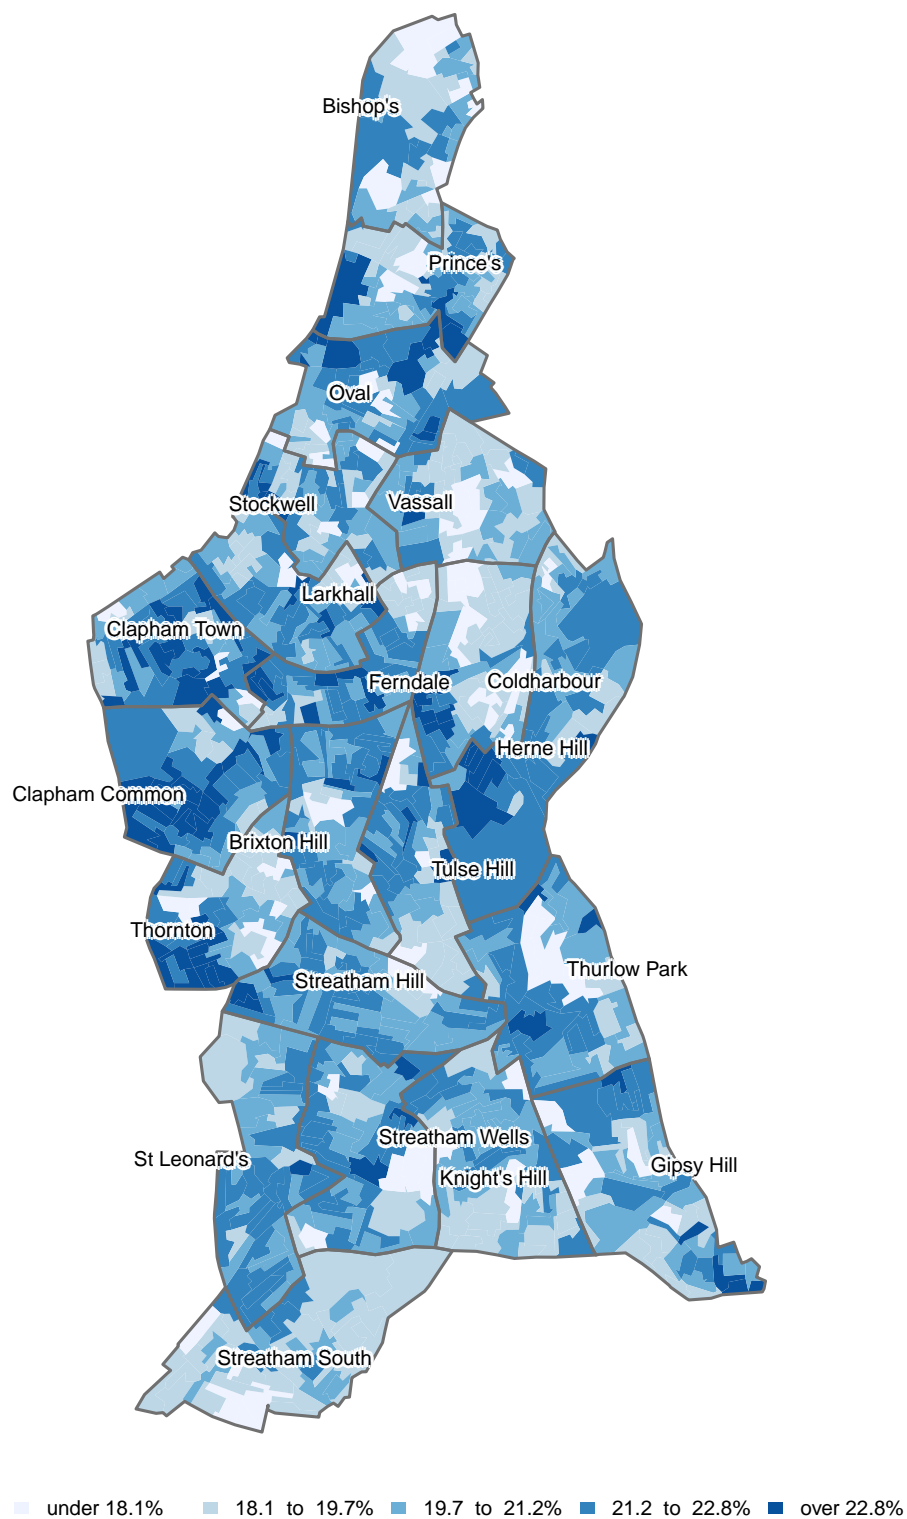 Bishop's
Prince's
Oval
Stockwell
Vassall
Larkhall
Clapham Town
Ferndale
Coldharbour
Herne Hill
Clapham Common
Brixton Hill
Tulse Hill
Thornton
Thurlow Park
Streatham Hill
Streatham Wells
St Leonard's
Gipsy Hill
Knight's Hill
Streatham South
under 18.1% 18.1 to 19.7% 19.7 to 21.2% 21.2 to 22.8% over 22.8%